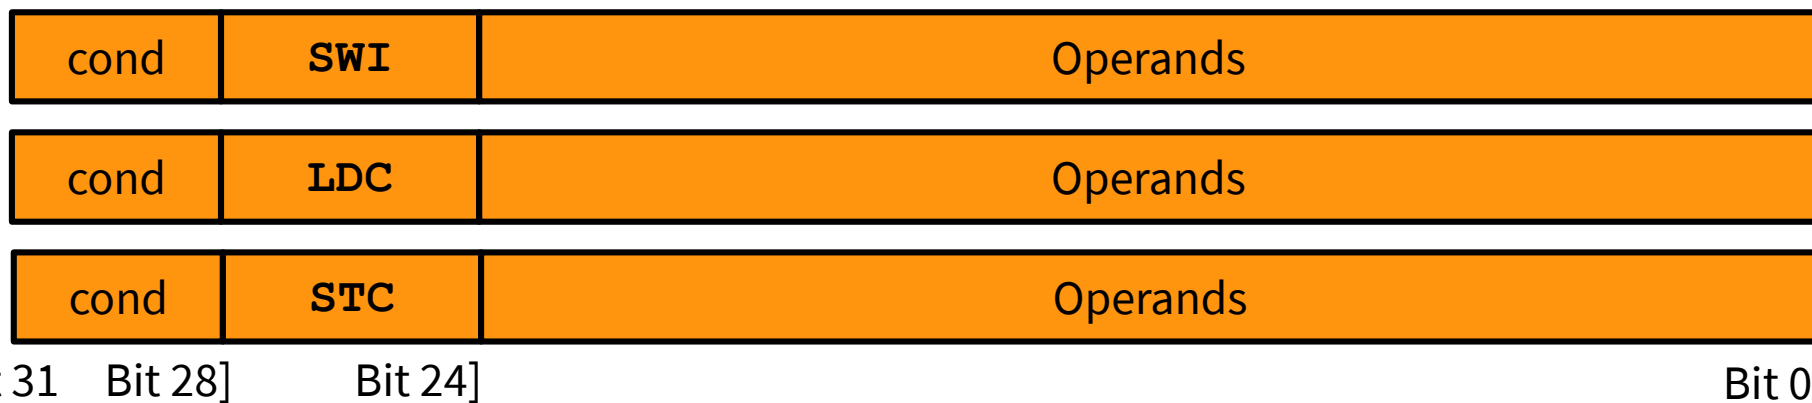 cond SWI Operands
cond LDC Operands
cond STC Operands
31 Bit 28] Bit 24] Bit 0